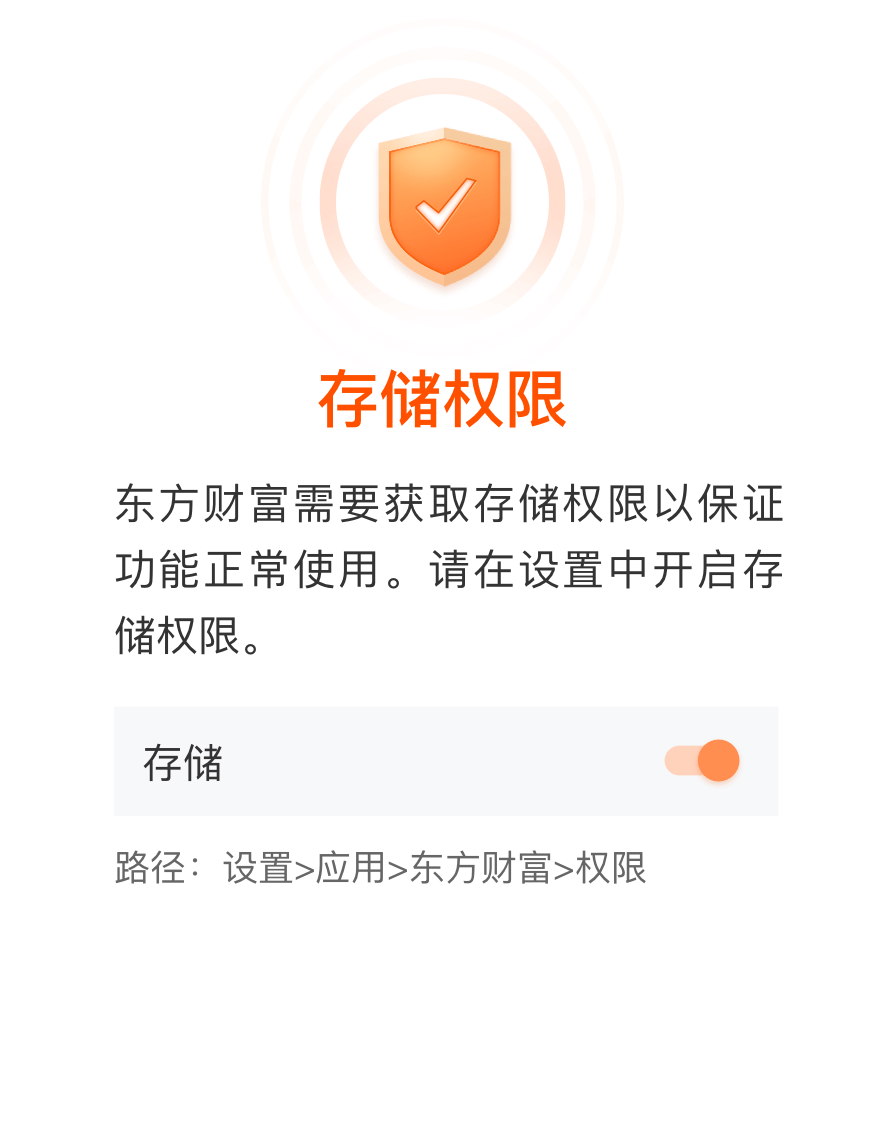 存储权限
东方财富需要获取存储权限以保证
功能正常使用。请在设置中开启存
储权限。
存储
路径：设置>应用>东方财富>权限